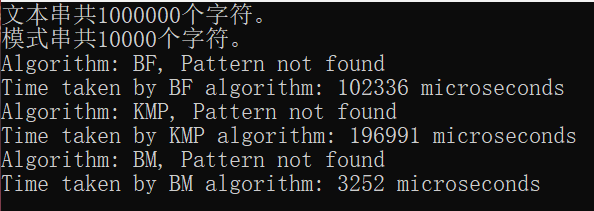 文本串共1000000个字符。
模式串共10000个字符。
Algorithm: BF, Pattern not found
Time taken by BF algorithm: 102336 microseconds
Algorithm: KMP, Pattern not found
Time taken by KMP algorithm: 196991 microseconds
Algorithm: BM, Pattern not found
Time taken by BM algorithm: 3252 microseconds